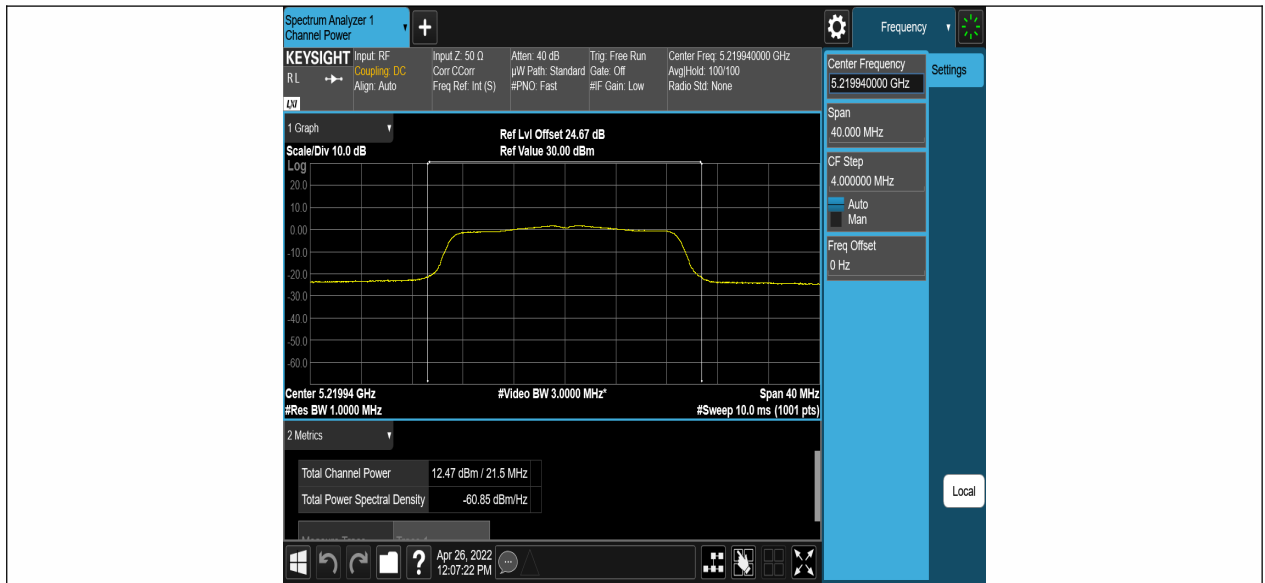 Spectrum Analyzer 1
Channel Power
+
Frequency
KEYSIGHT
RL
LXI
Input: RF
Coupling: DC
Align: Auto
Input Z: 50 Ω
Corr CCorr
Freq Ref: Int (S)
Atten: 40 dB
µW Path: Standard
#PNO: Fast
Trig: Free Run
Gate: Off
#IF Gain: Low
Center Freq: 5.219940000 GHz
Avg|Hold: 100/100
Radio Std: None
Center Frequency
5.219940000 GHz
Settings
Span
40.000 MHz
CF Step
4.000000 MHz
Auto
Man
Freq Offset
0 Hz
Local
1 Graph
Scale/Div 10.0 dB
Ref Lvl Offset 24.67 dB
Ref Value 30.00 dBm
Log
20.0
10.0
0.00
-10.0
-20.0
-30.0
-40.0
-50.0
-60.0
Center 5.21994 GHz
#Video BW 3.0000 MHz*
Span 40 MHz
#Res BW 1.0000 MHz
#Sweep 10.0 ms (1001 pts)
2 Metrics
Total Channel Power 12.47 dBm / 21.5 MHz
Total Power Spectral Density -60.85 dBm/Hz
?
Apr 26, 2022
12:07:22 PM